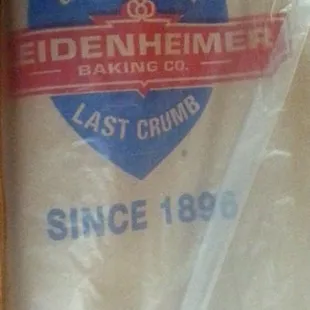 EIDENHEIMER
BAKING CO.
LAST CRUMB
SINCE 1896